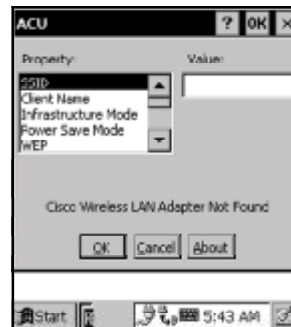 ACU ? OK ×
Property: Value:
SSID
Client Name
Infrastructure Mode
Power Save Mode
WEP
Cisco Wireless LAN Adapter Not Found
OK Cancel About
Start 5:43 AM